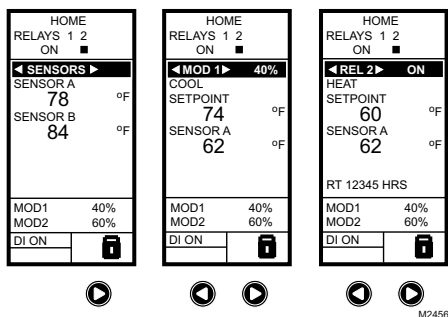 HOME
RELAYS 1 2
ON ■
◄ SENSORS ►
SENSOR A
78 ºF
SENSOR B
84 ºF
MOD1 40%
MOD2 60%
DI ON
HOME
RELAYS 1 2
ON ■
◄ MOD 1 ► 40%
COOL
SETPOINT
74 ºF
SENSOR A
62 ºF
MOD1 40%
MOD2 60%
DI ON
HOME
RELAYS 1 2
ON ■
◄ REL 2 ► ON
HEAT
SETPOINT
60 ºF
SENSOR A
62 ºF
RT 12345 HRS
MOD1 40%
MOD2 60%
DI ON
M2456